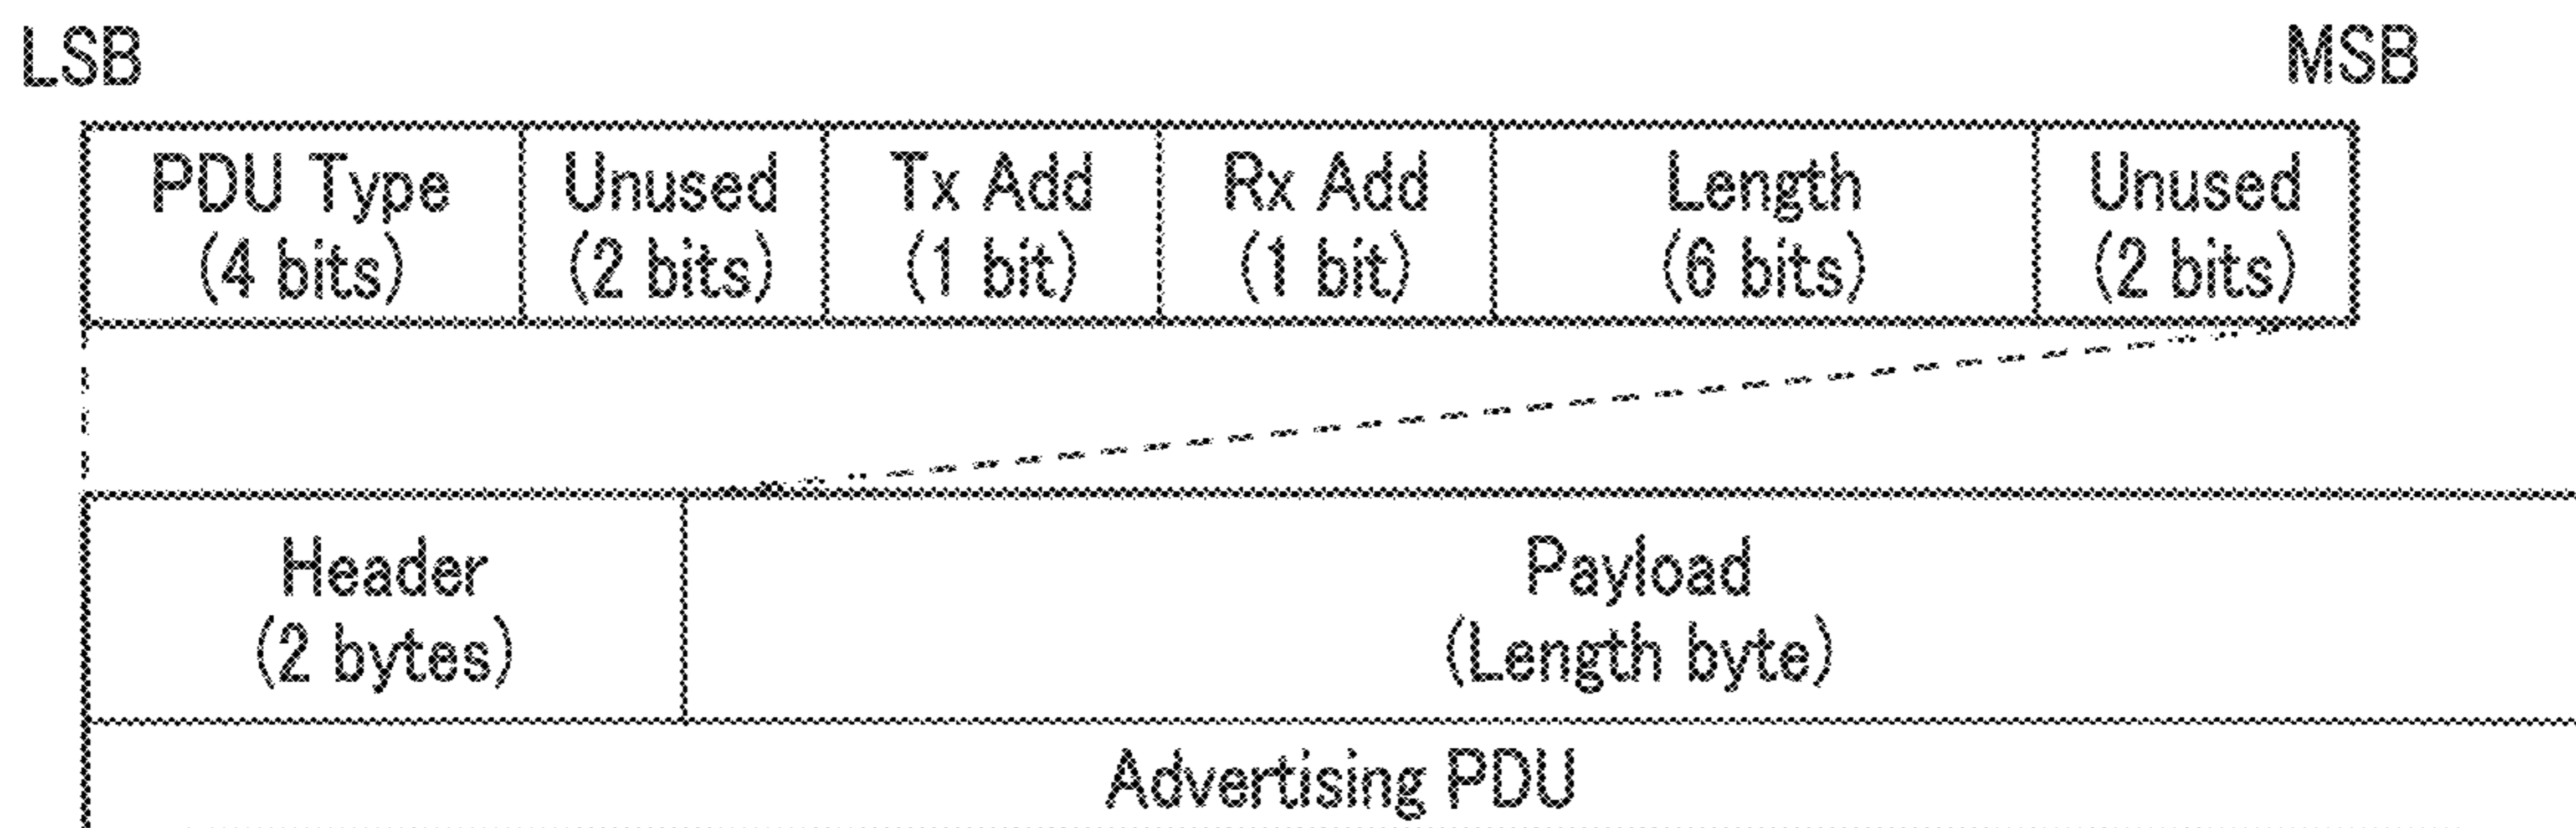 LSB MSB
PDU Type Unused Tx Add Rx Add Length Unused
(4 bits) (2 bits) (1 bit) (1 bit) (6 bits) (2 bits)
Header Payload
(2 bytes) (Length byte)
Advertising PDU